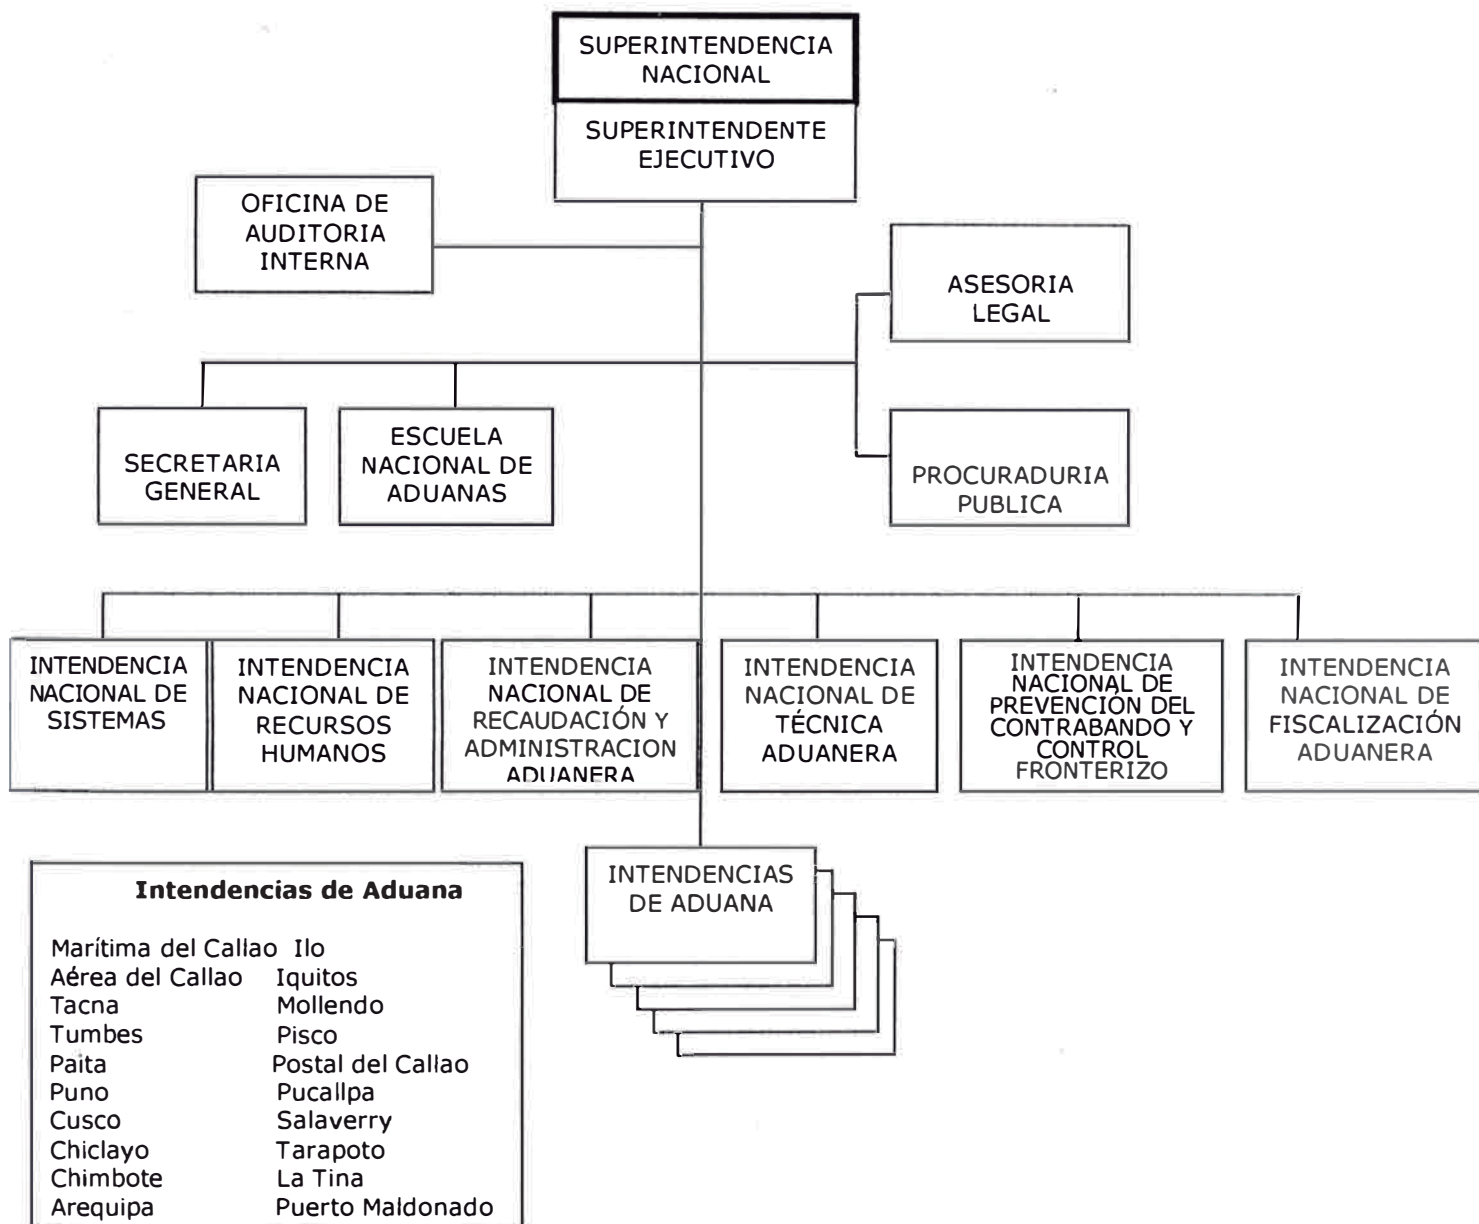 SUPERINTENDENCIA
NACIONAL
SUPERINTENDENTE
EJECUTIVO
OFICINA DE
AUDITORIA
INTERNA
ASESORIA
LEGAL
SECRETARIA
GENERAL
ESCUELA
NACIONAL DE
ADUANAS
PROCURADURIA
PUBLICA
INTENDENCIA
NACIONAL DE
SISTEMAS
INTENDENCIA
NACIONAL DE
RECURSOS
HUMANOS
INTENDENCIA
NACIONAL DE
RECAUDACIÓN Y
ADMINISTRACION
ADUANERA
INTENDENCIA
NACIONAL DE
TÉCNICA
ADUANERA
INTENDENCIA
NACIONAL DE
PREVENCIÓN DEL
CONTRABANDO Y
CONTROL
FRONTERIZO
INTENDENCIA
NACIONAL DE
FISCALIZACIÓN
ADUANERA
INTENDENCIAS
DE ADUANA
Intendencias de Aduana
Marítima del Callao Ilo
Aérea del Callao Iquitos
Tacna Mollendo
Tumbes Pisco
Paita Postal del Callao
Puno Pucallpa
Cusco Salaverry
Chiclayo Tarapoto
Chimbote La Tina
Arequipa Puerto Maldonado